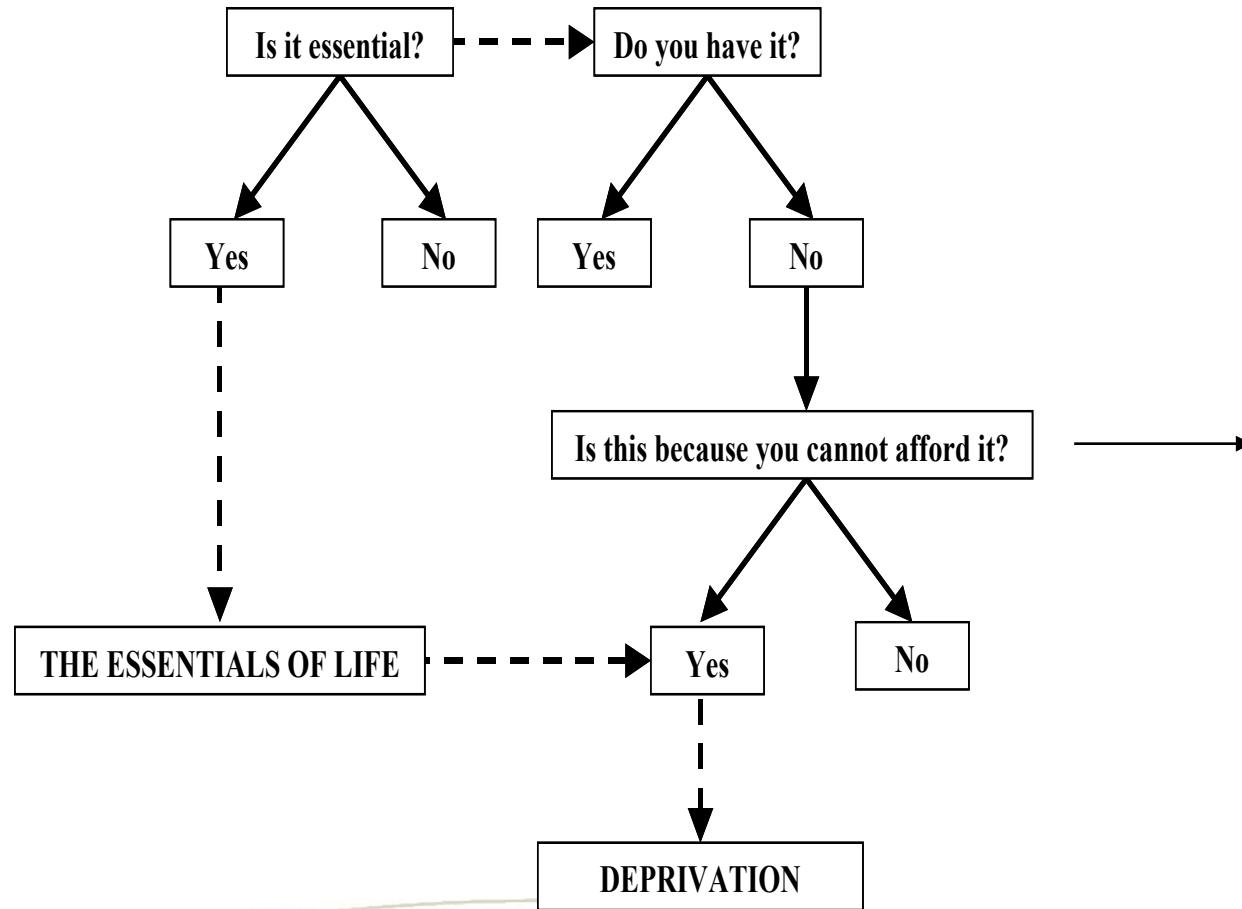 Is it essential?
Do you have it?
Yes
No
Yes
No
Is this because you cannot afford it?
THE ESSENTIALS OF LIFE
Yes
No
DEPRIVATION